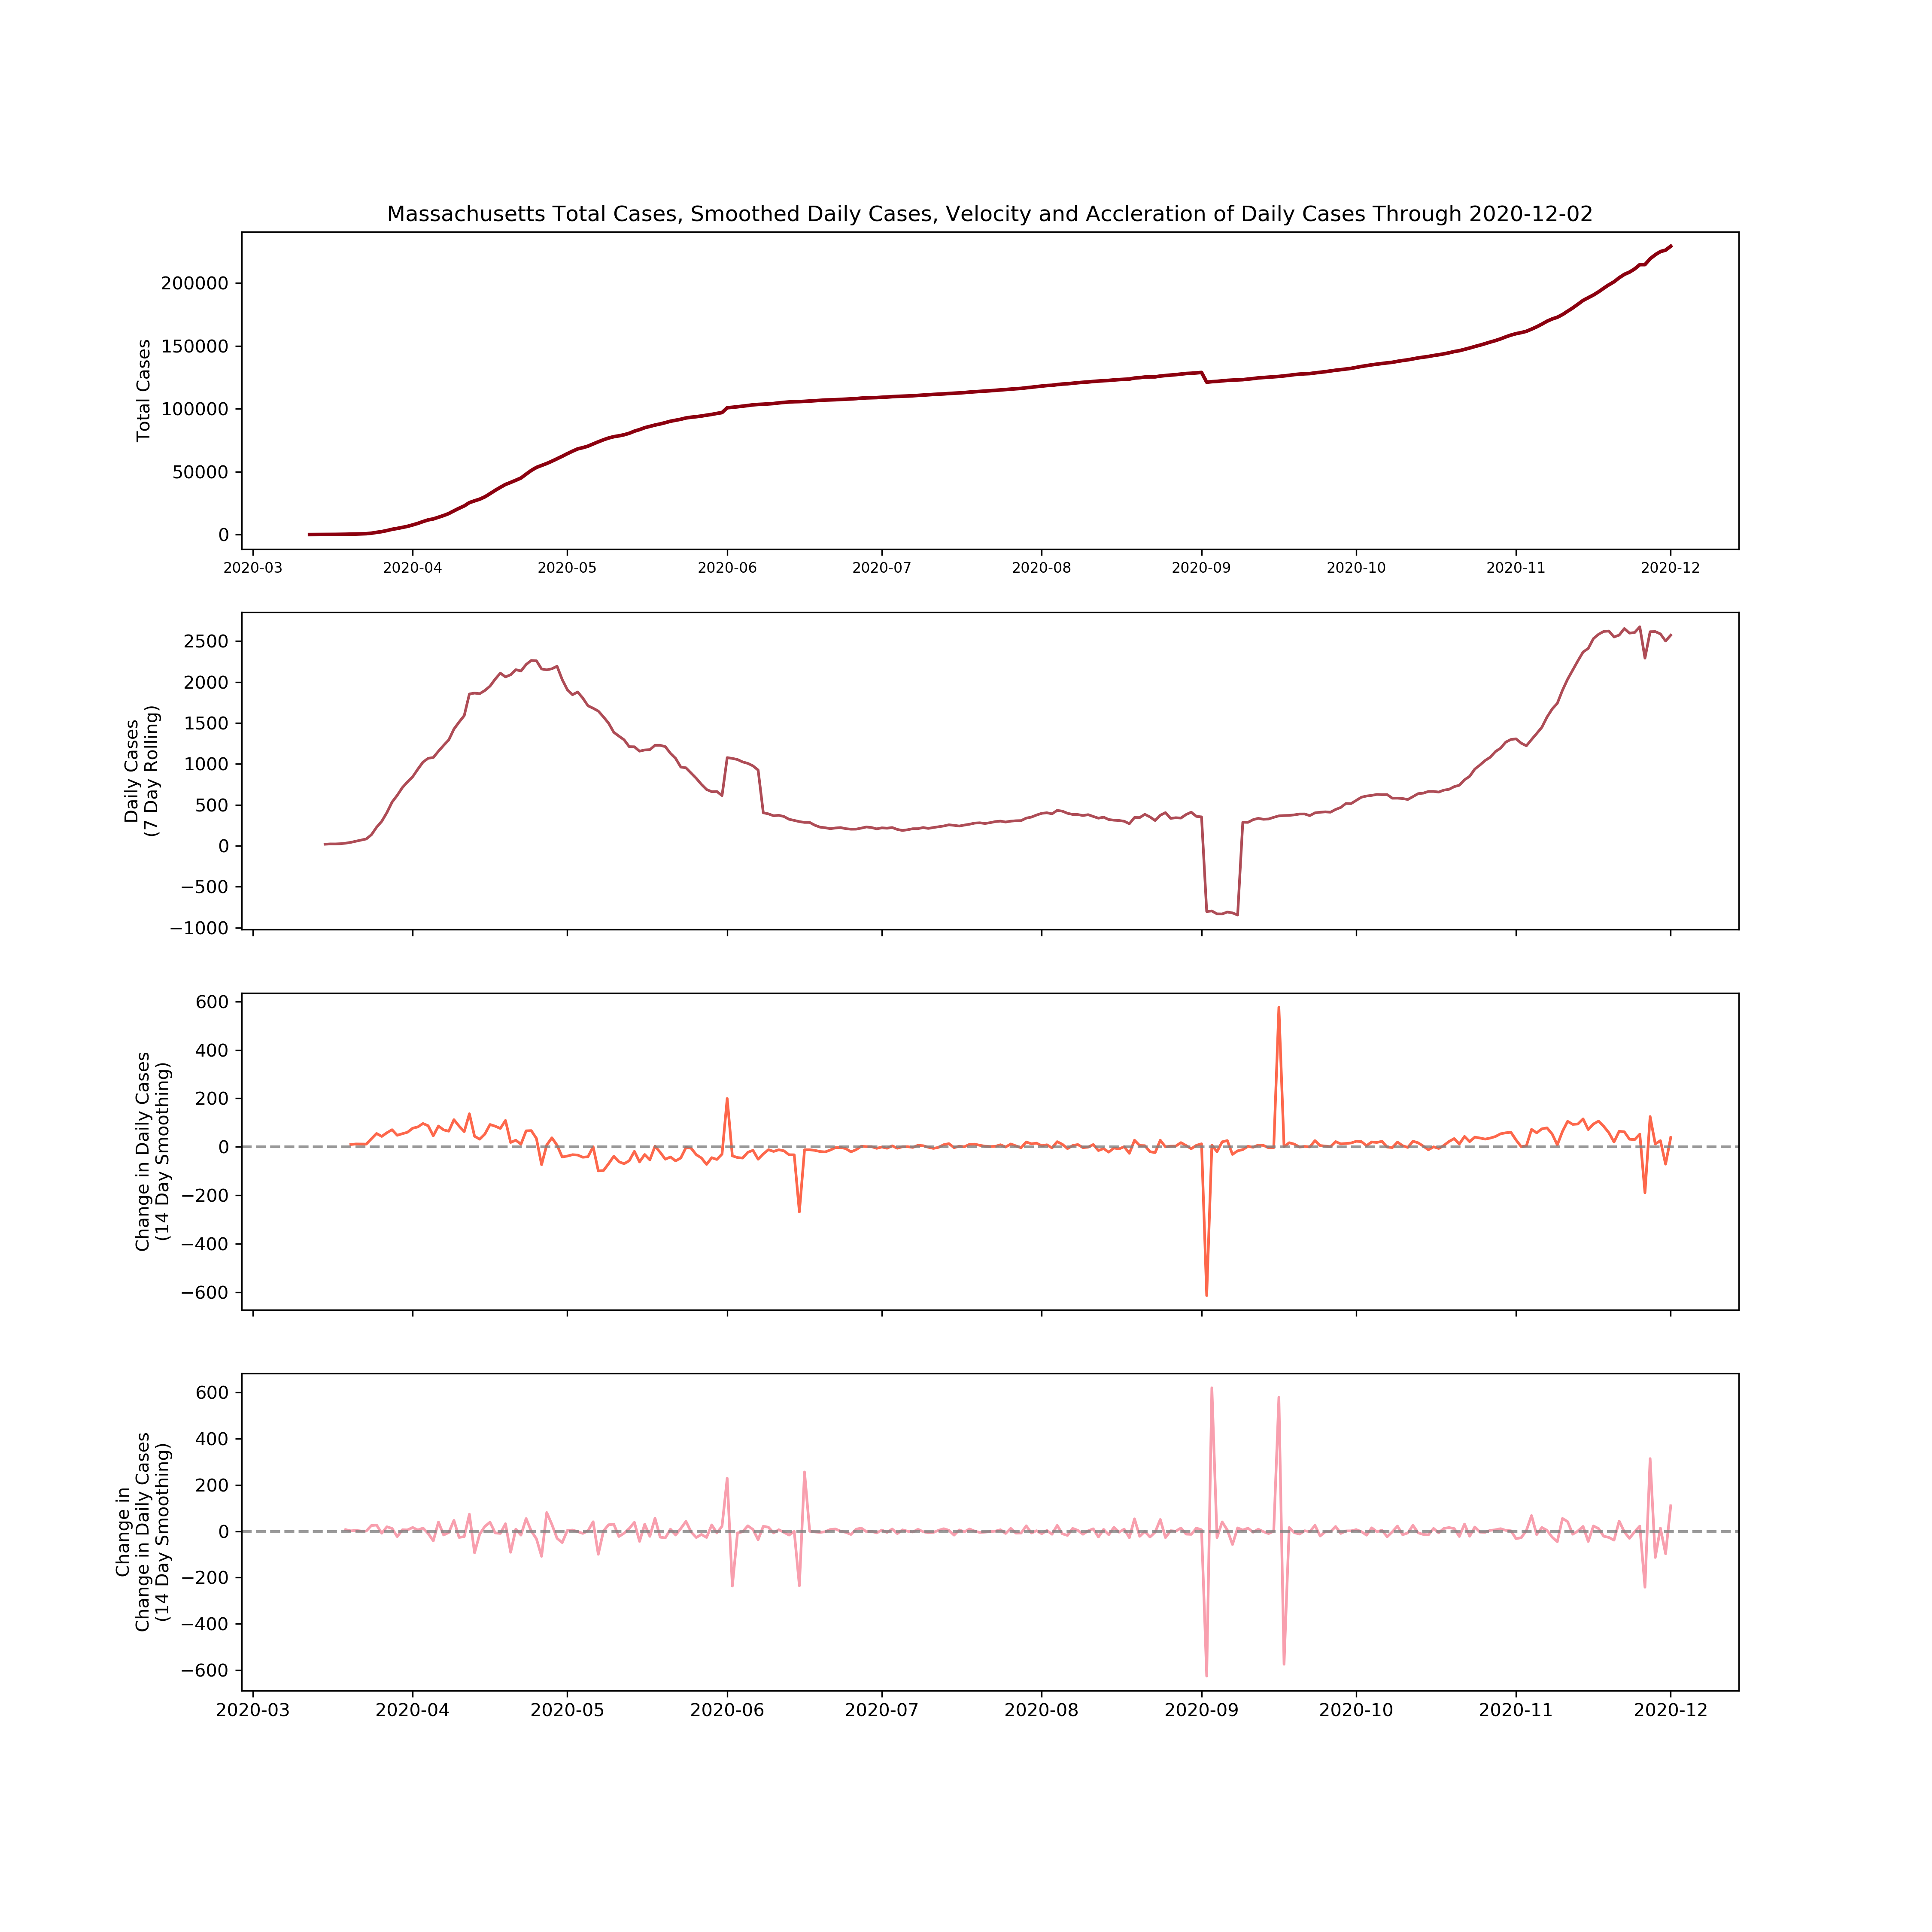 Massachusetts Total Cases, Smoothed Daily Cases, Velocity and Accleration of Daily Cases Through 2020-12-02
Total Cases
200000
150000
100000
50000
0
2020-03 2020-04 2020-05 2020-06 2020-07 2020-08 2020-09 2020-10 2020-11 2020-12
Daily Cases
(7 Day Rolling)
2500
2000
1500
1000
500
0
−500
−1000
Change in Daily Cases
(14 Day Smoothing)
600
400
200
0
−200
−400
−600
Change in
Change in Daily Cases
(14 Day Smoothing)
600
400
200
0
−200
−400
−600
2020-03 2020-04 2020-05 2020-06 2020-07 2020-08 2020-09 2020-10 2020-11 2020-12